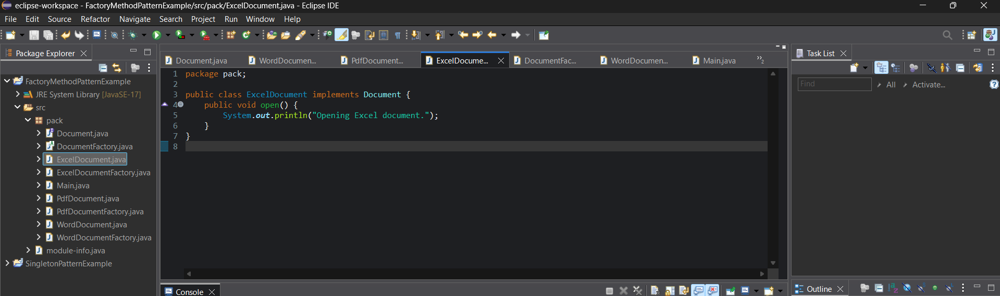 eclipse-workspace - FactoryMethodPatternExample/src/pack/ExcelDocument.java - Eclipse IDE
File Edit Source Refactor Navigate Search Project Run Window Help
Package Explorer
FactoryMethodPatternExample
JRE System Library [JavaSE-17]
src
pack
Document.java
DocumentFactory.java
ExcelDocument.java
ExcelDocumentFactory.java
Main.java
PdfDocument.java
PdfDocumentFactory.java
WordDocument.java
WordDocumentFactory.java
module-info.java
SingletonPatternExample
Document.java WordDocumen... PdfDocument... ExcelDocume... DocumentFac... WordDocumen... Main.java »2
1 package pack;
2
3 public class ExcelDocument implements Document {
4 public void open() {
5 System.out.println("Opening Excel document.");
6 }
7 }
8
Console
Task List
Find All Activate...
Outline